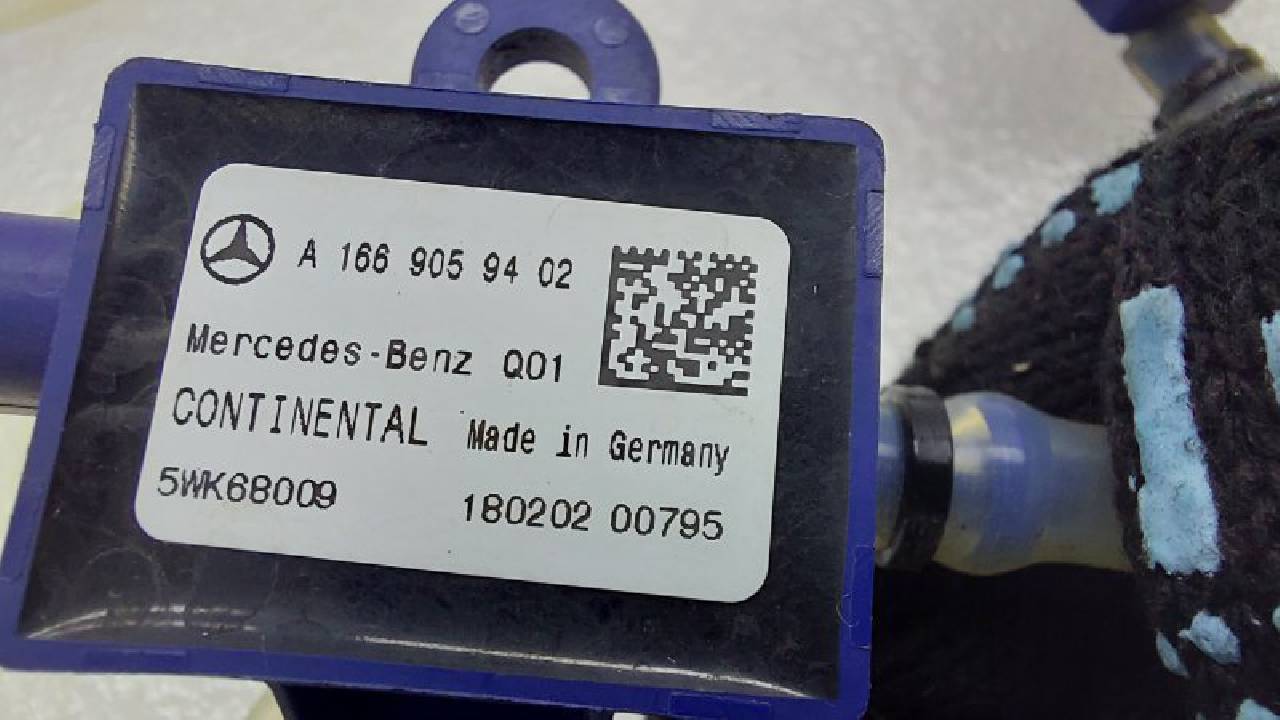 A 166 905 94 02
Mercedes-Benz Q01
CONTINENTAL Made in Germany
5WK68009 180202 00795